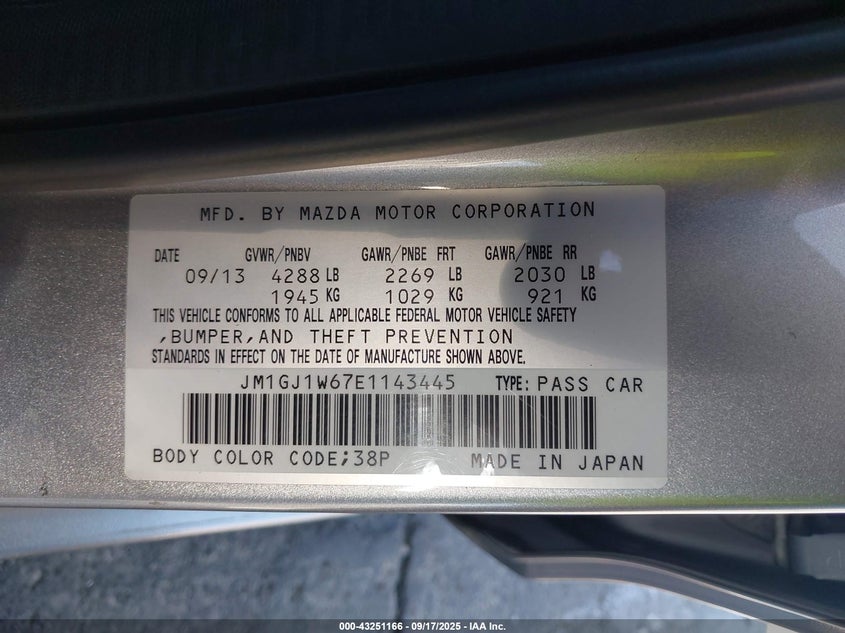 MFD. BY MAZDA MOTOR CORPORATION
DATE GVWR/PNBV GAWR/PNBE FRT GAWR/PNBE RR
09/13 4288 LB 2269 LB 2030 LB
1945 KG 1029 KG 921 KG
THIS VEHICLE CONFORMS TO ALL APPLICABLE FEDERAL MOTOR VEHICLE SAFETY
,BUMPER,AND THEFT PREVENTION
STANDARDS IN EFFECT ON THE DATE OF MANUFACTURE SHOWN ABOVE.
JM1GJ1W67E1143445 TYPE: PASS CAR
BODY COLOR CODE;38P MADE IN JAPAN
000-43251166 - 09/17/2025 - IAA Inc.